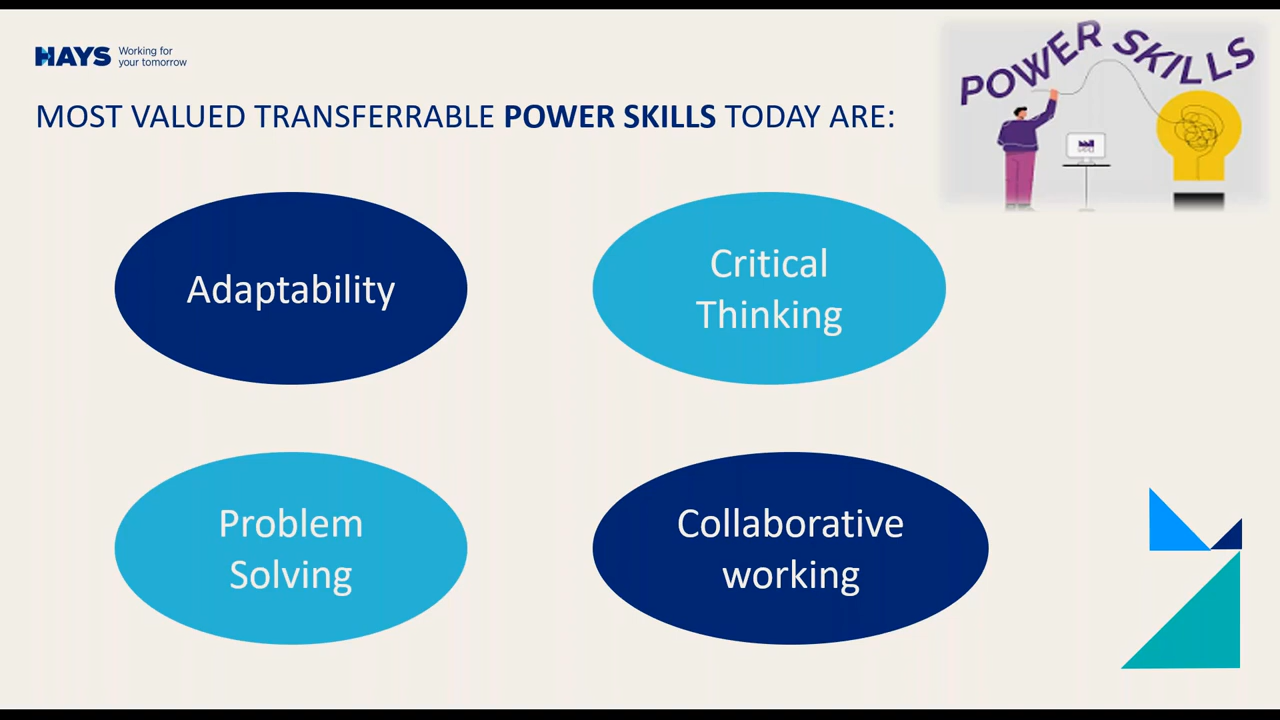 HAYS
Working for
your tomorrow
POWER SKILLS
MOST VALUED TRANSFERRABLE POWER SKILLS TODAY ARE:
Adaptability
Critical
Thinking
Problem
Solving
Collaborative
working